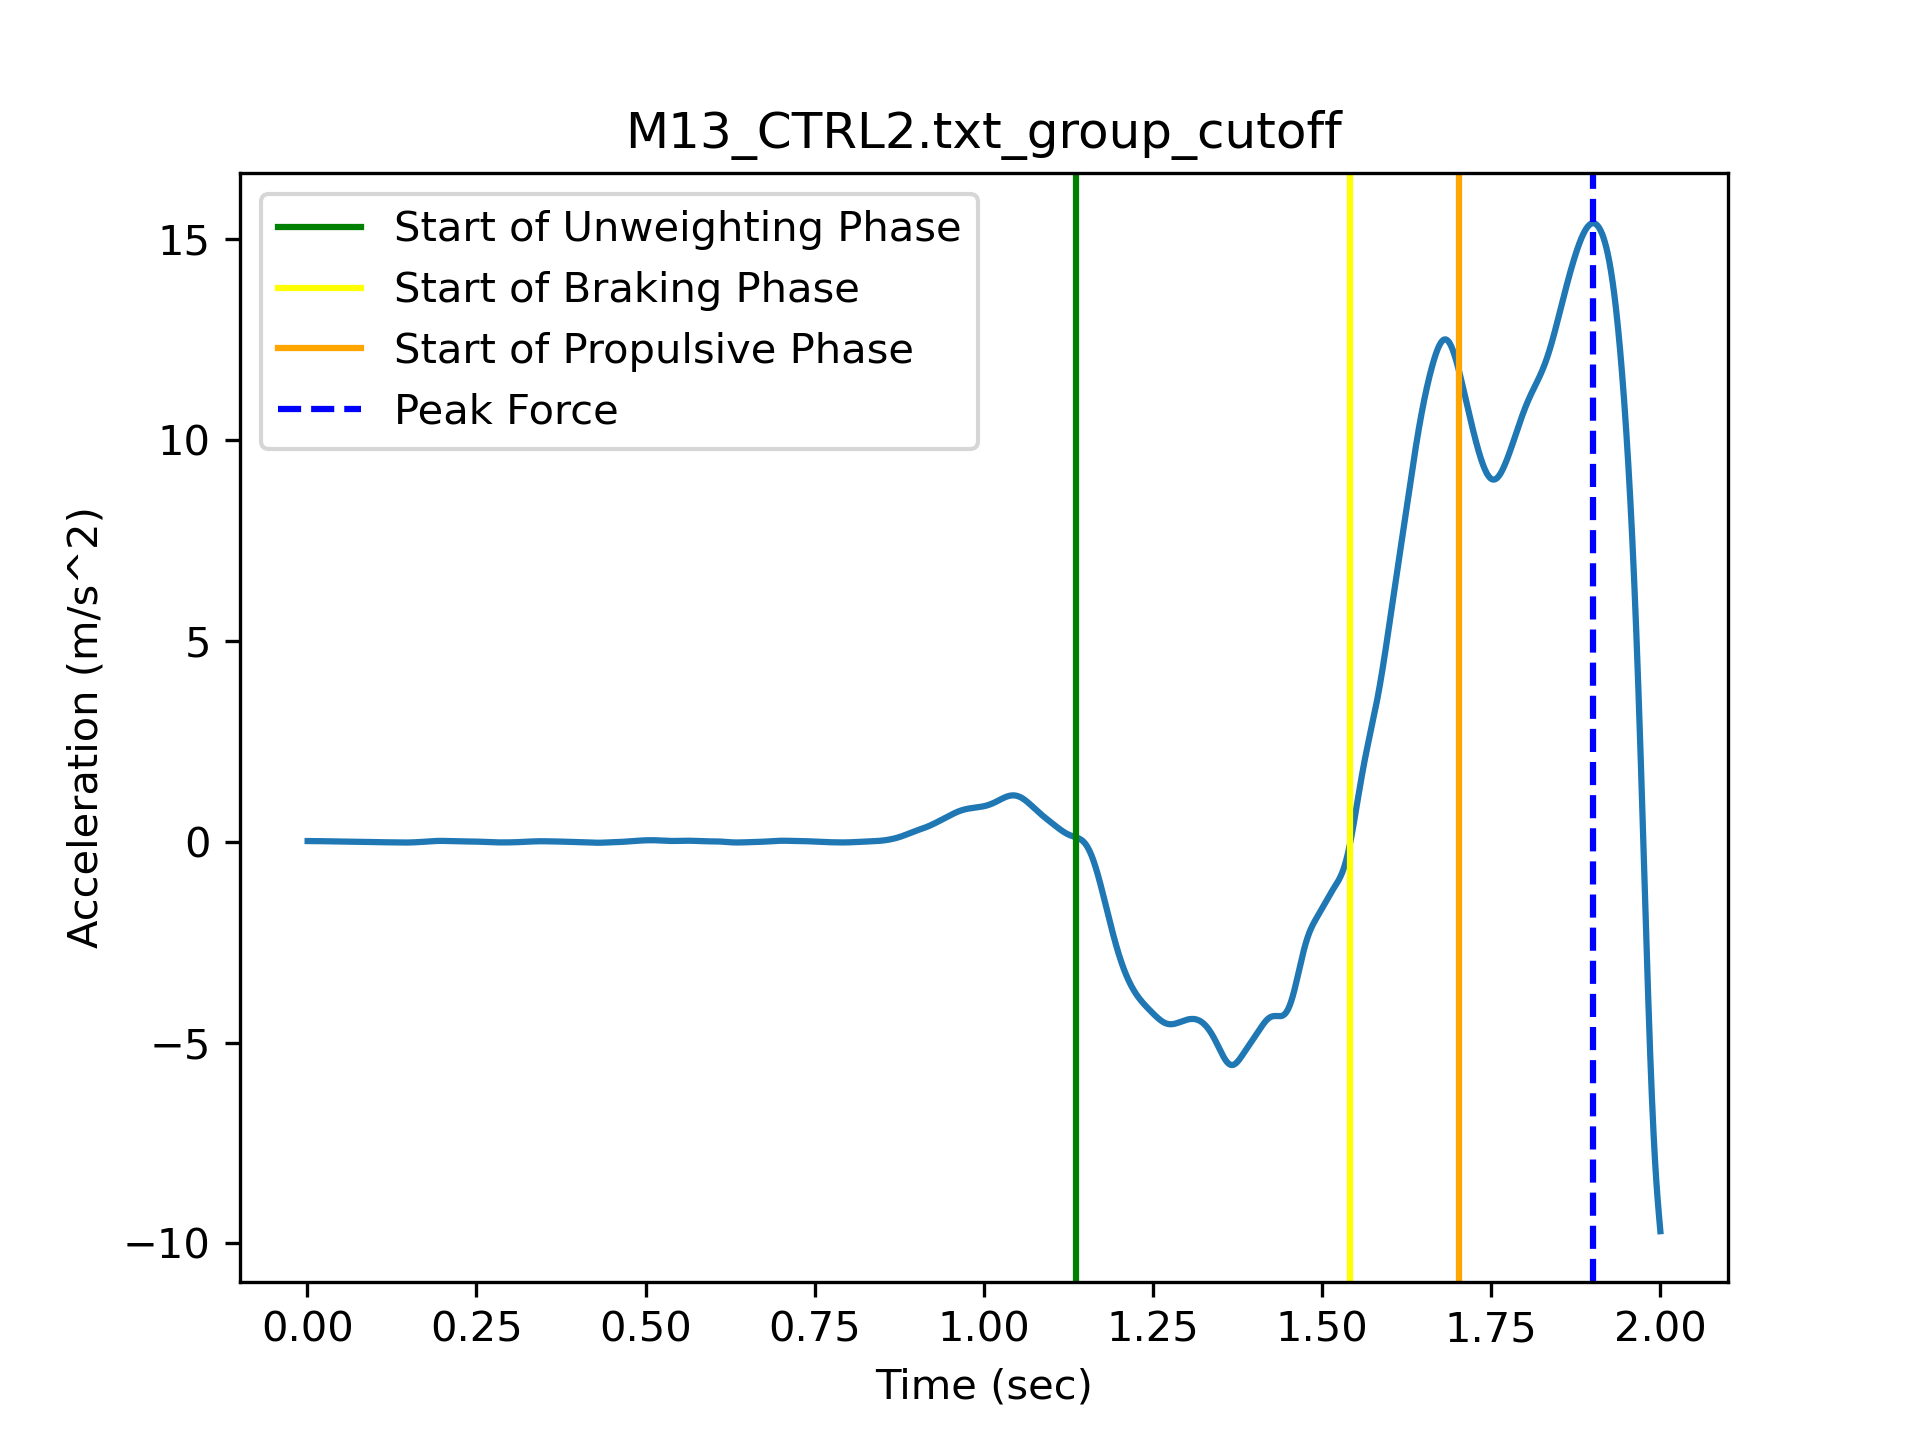 M13_CTRL2.txt_group_cutoff
Start of Unweighting Phase
Start of Braking Phase
Start of Propulsive Phase
Peak Force
Acceleration (m/s^2)
15
10
5
0
−5
−10
0.00 0.25 0.50 0.75 1.00 1.25 1.50 1.75 2.00
Time (sec)